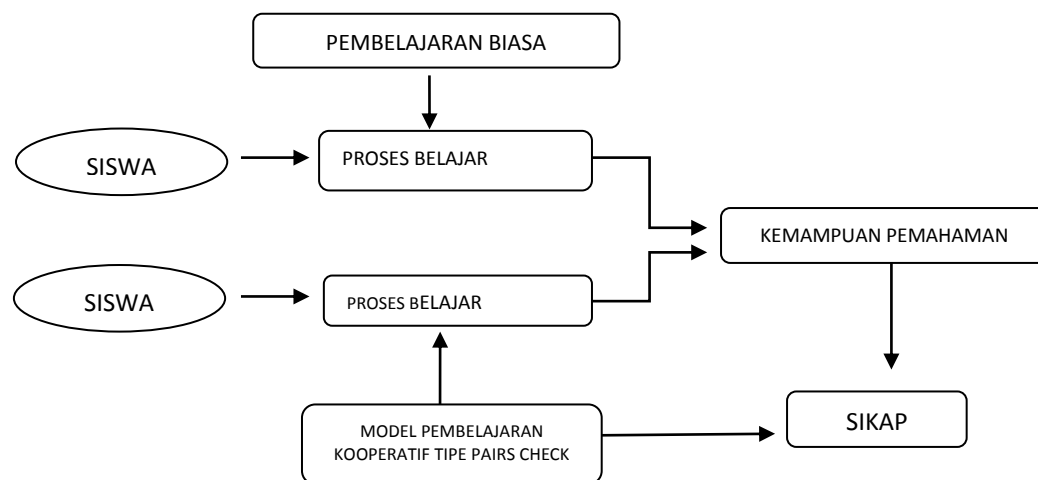 PEMBELAJARAN BIASA
SISWA
PROSES BELAJAR
KEMAMPUAN PEMAHAMAN
SISWA
PROSES BELAJAR
MODEL PEMBELAJARAN
KOOPERATIF TIPE PAIRS CHECK
SIKAP